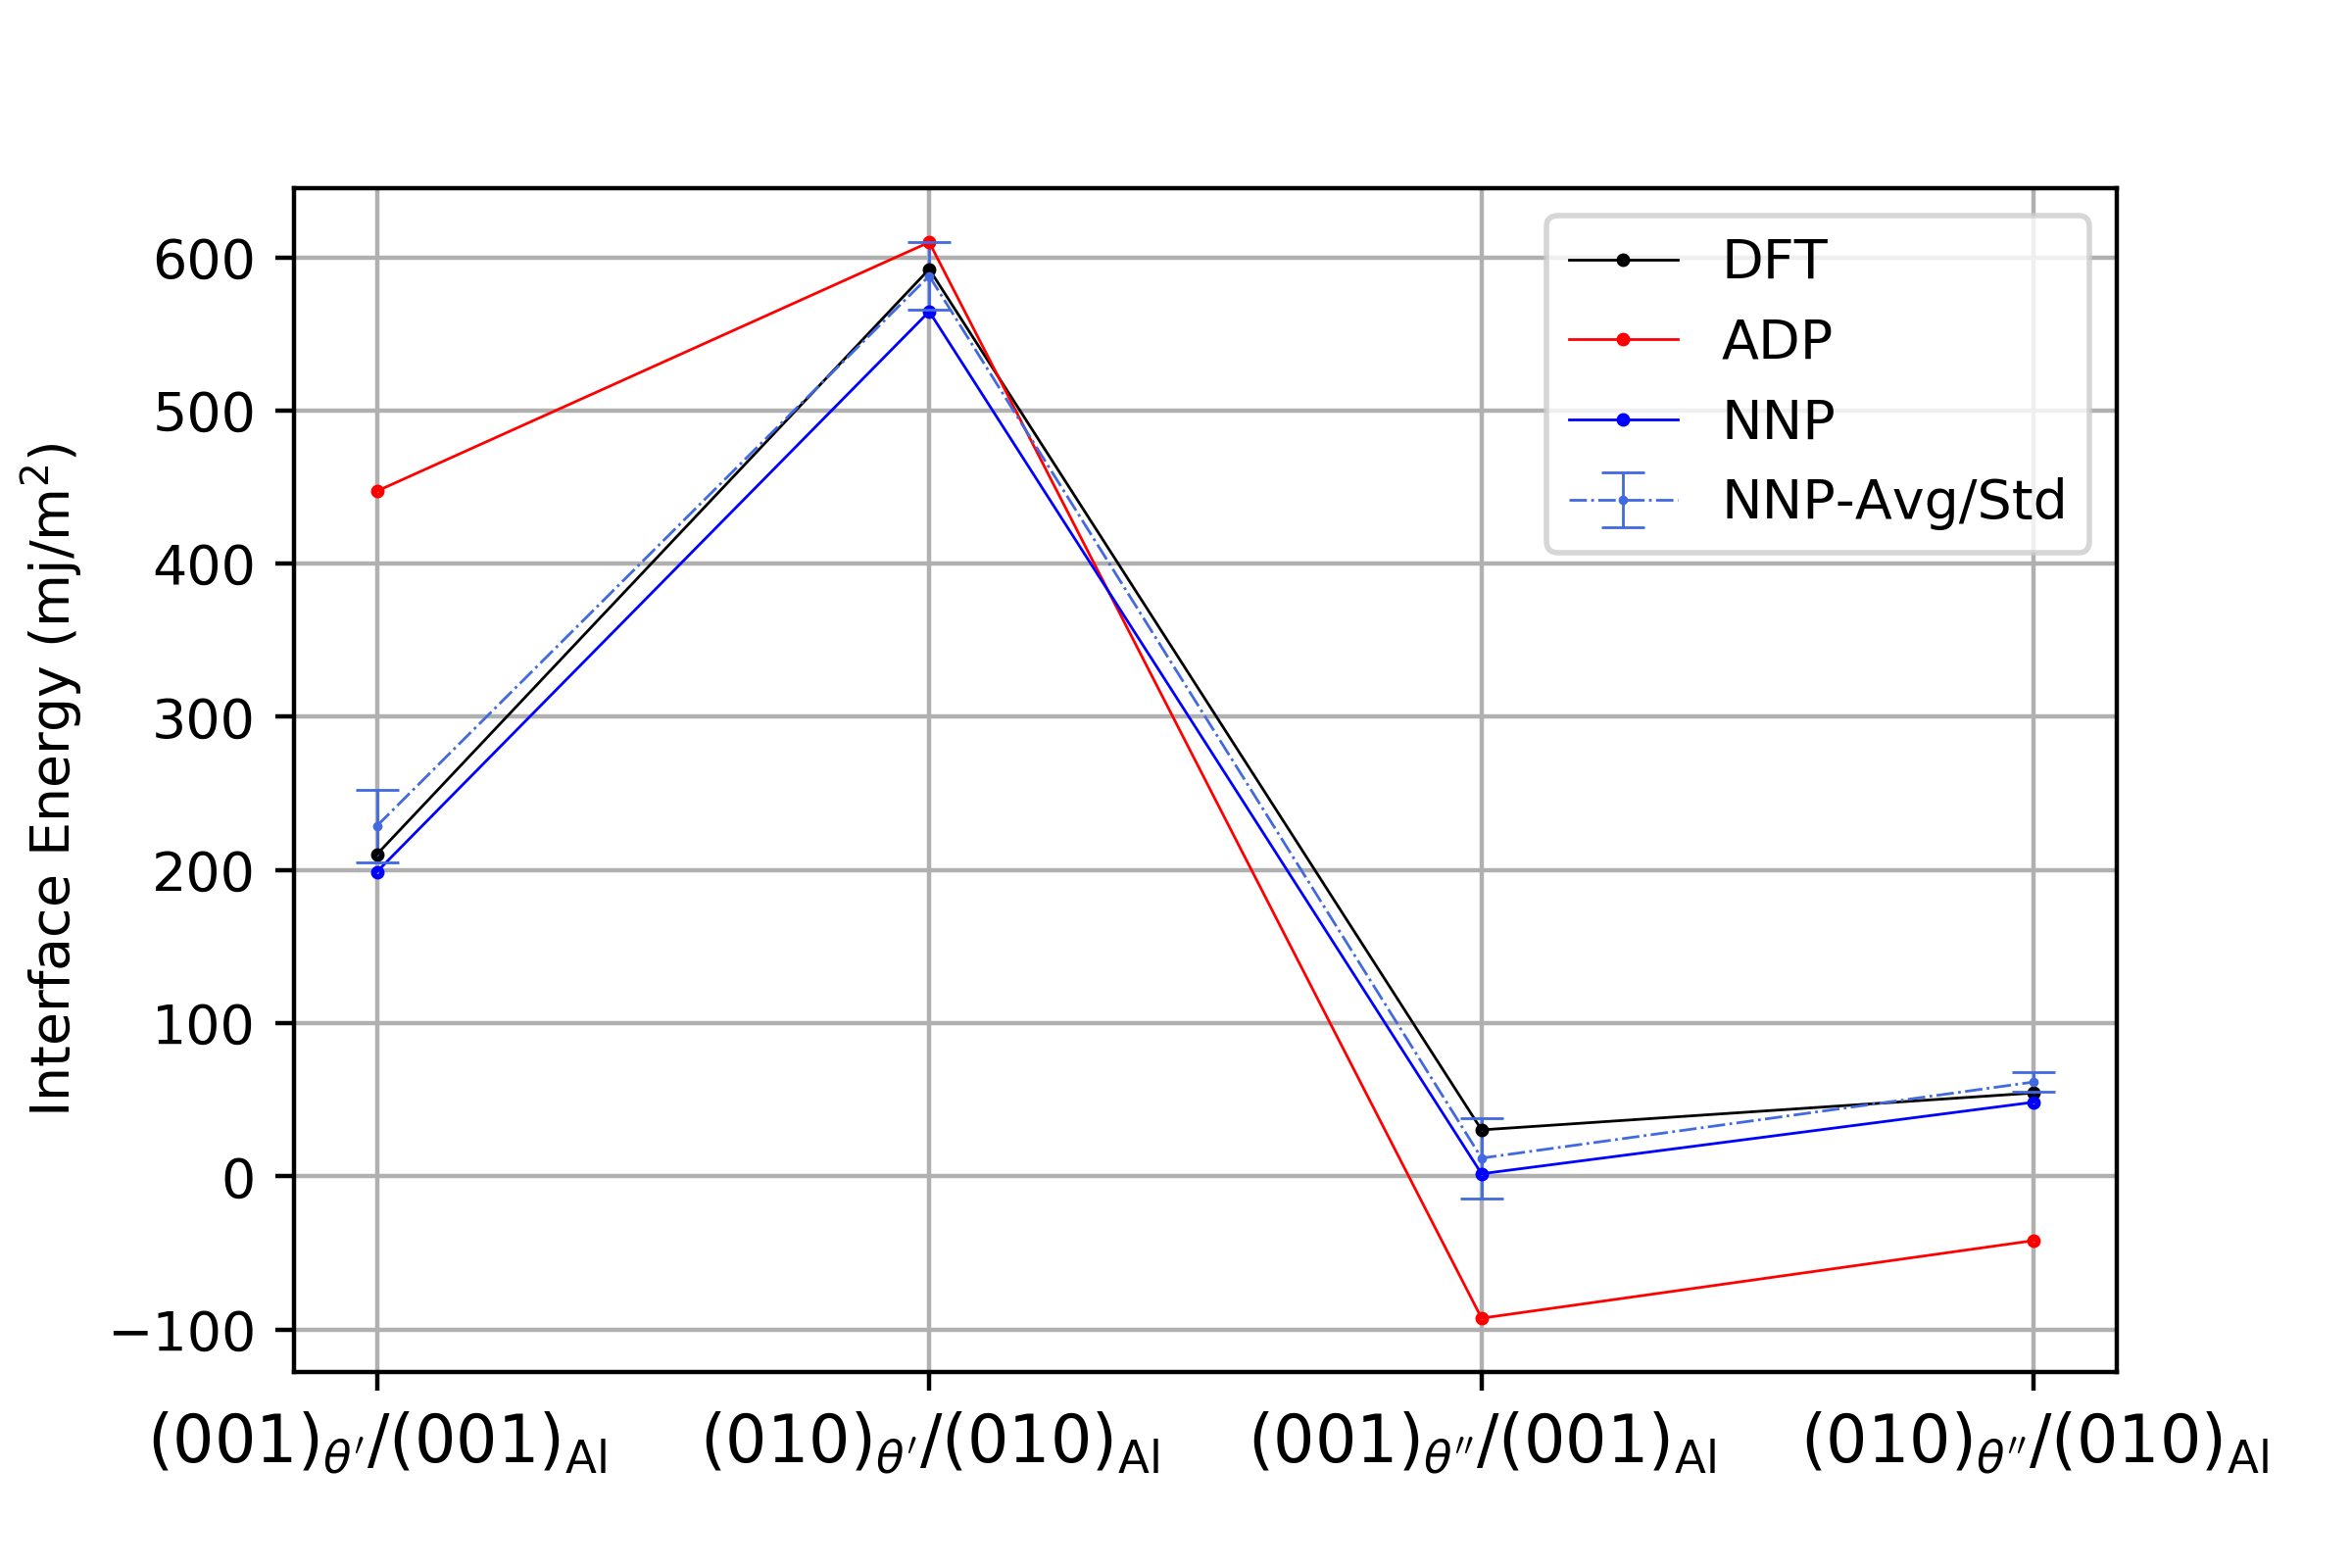 DFT
ADP
NNP
NNP-Avg/Std
600
500
400
300
200
100
0
−100
Interface Energy (mj/m²)
(001)θ′/(001)Al
(010)θ′/(010)Al
(001)θ″/(001)Al
(010)θ″/(010)Al